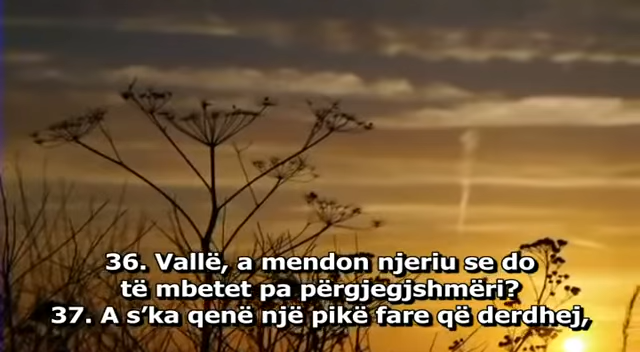 36. Vallë, a mendon njeriu se do
të mbetet pa përgjegjshmëri?
37. A s’ka qenë një pikë fare që derdhej,